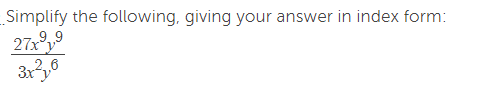 Simplify the following, giving your answer in index form:
27x⁹y⁹
3x²y⁶